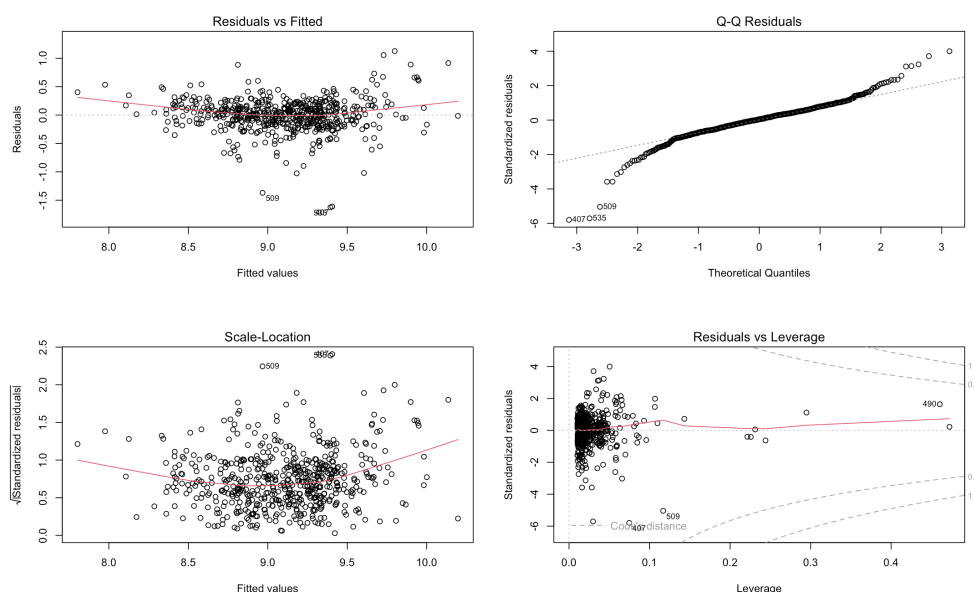 Residuals vs Fitted
Residuals
1.0
0.5
0.0
-0.5
-1.0
-1.5
509
8.0 8.5 9.0 9.5 10.0
Fitted values
Q-Q Residuals
Standardized residuals
4
2
0
-2
-4
-6
509
407
535
-3 -2 -1 0 1 2 3
Theoretical Quantiles
Scale-Location
√|Standardized residuals|
2.5
2.0
1.5
1.0
0.5
0.0
509
8.0 8.5 9.0 9.5 10.0
Fitted values
Residuals vs Leverage
Standardized residuals
4
2
0
-2
-4
-6
490
509
407
Cook's distance
0.0 0.1 0.2 0.3 0.4
Leverage
1
0.
0.
1